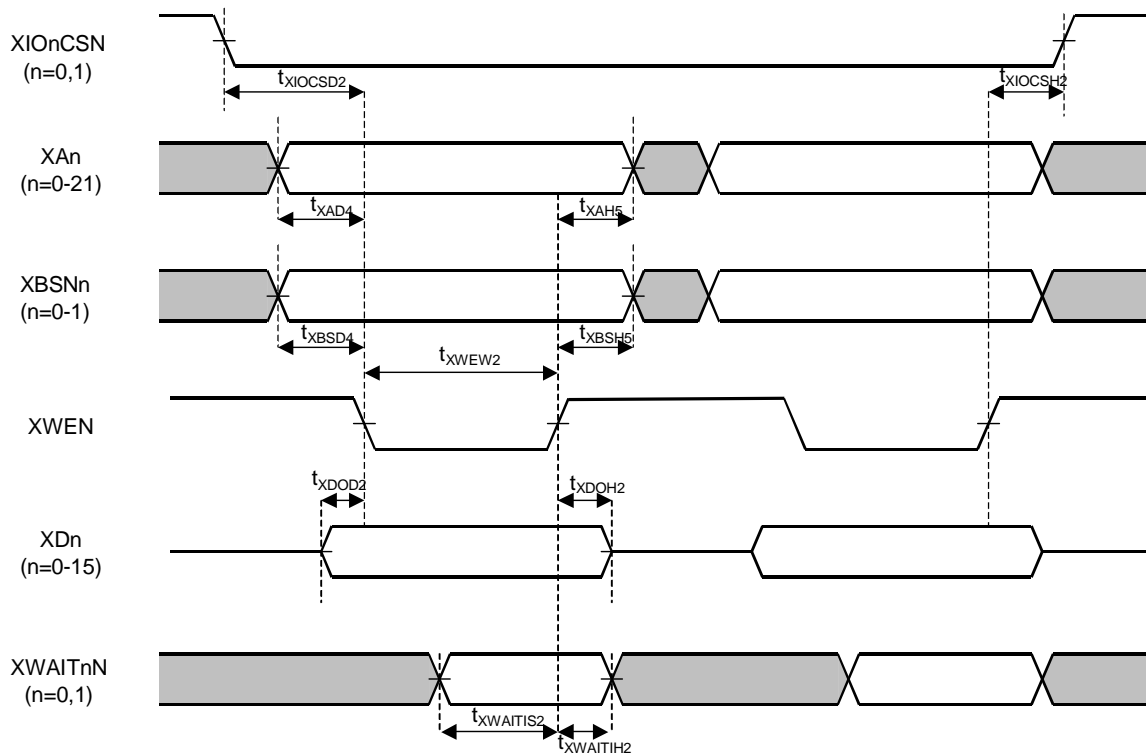 XIOnCSN
(n=0,1)
tXIOCSD2
tXIOCSH2
XAn
(n=0-21)
tXAD4
tXAH5
XBSNn
(n=0-1)
tXBSD4
tXBSH5
tXWEW2
XWEN
tXDOD2
tXDOH2
XDn
(n=0-15)
XWAITnN
(n=0,1)
tXWAITIS2
tXWAITIH2